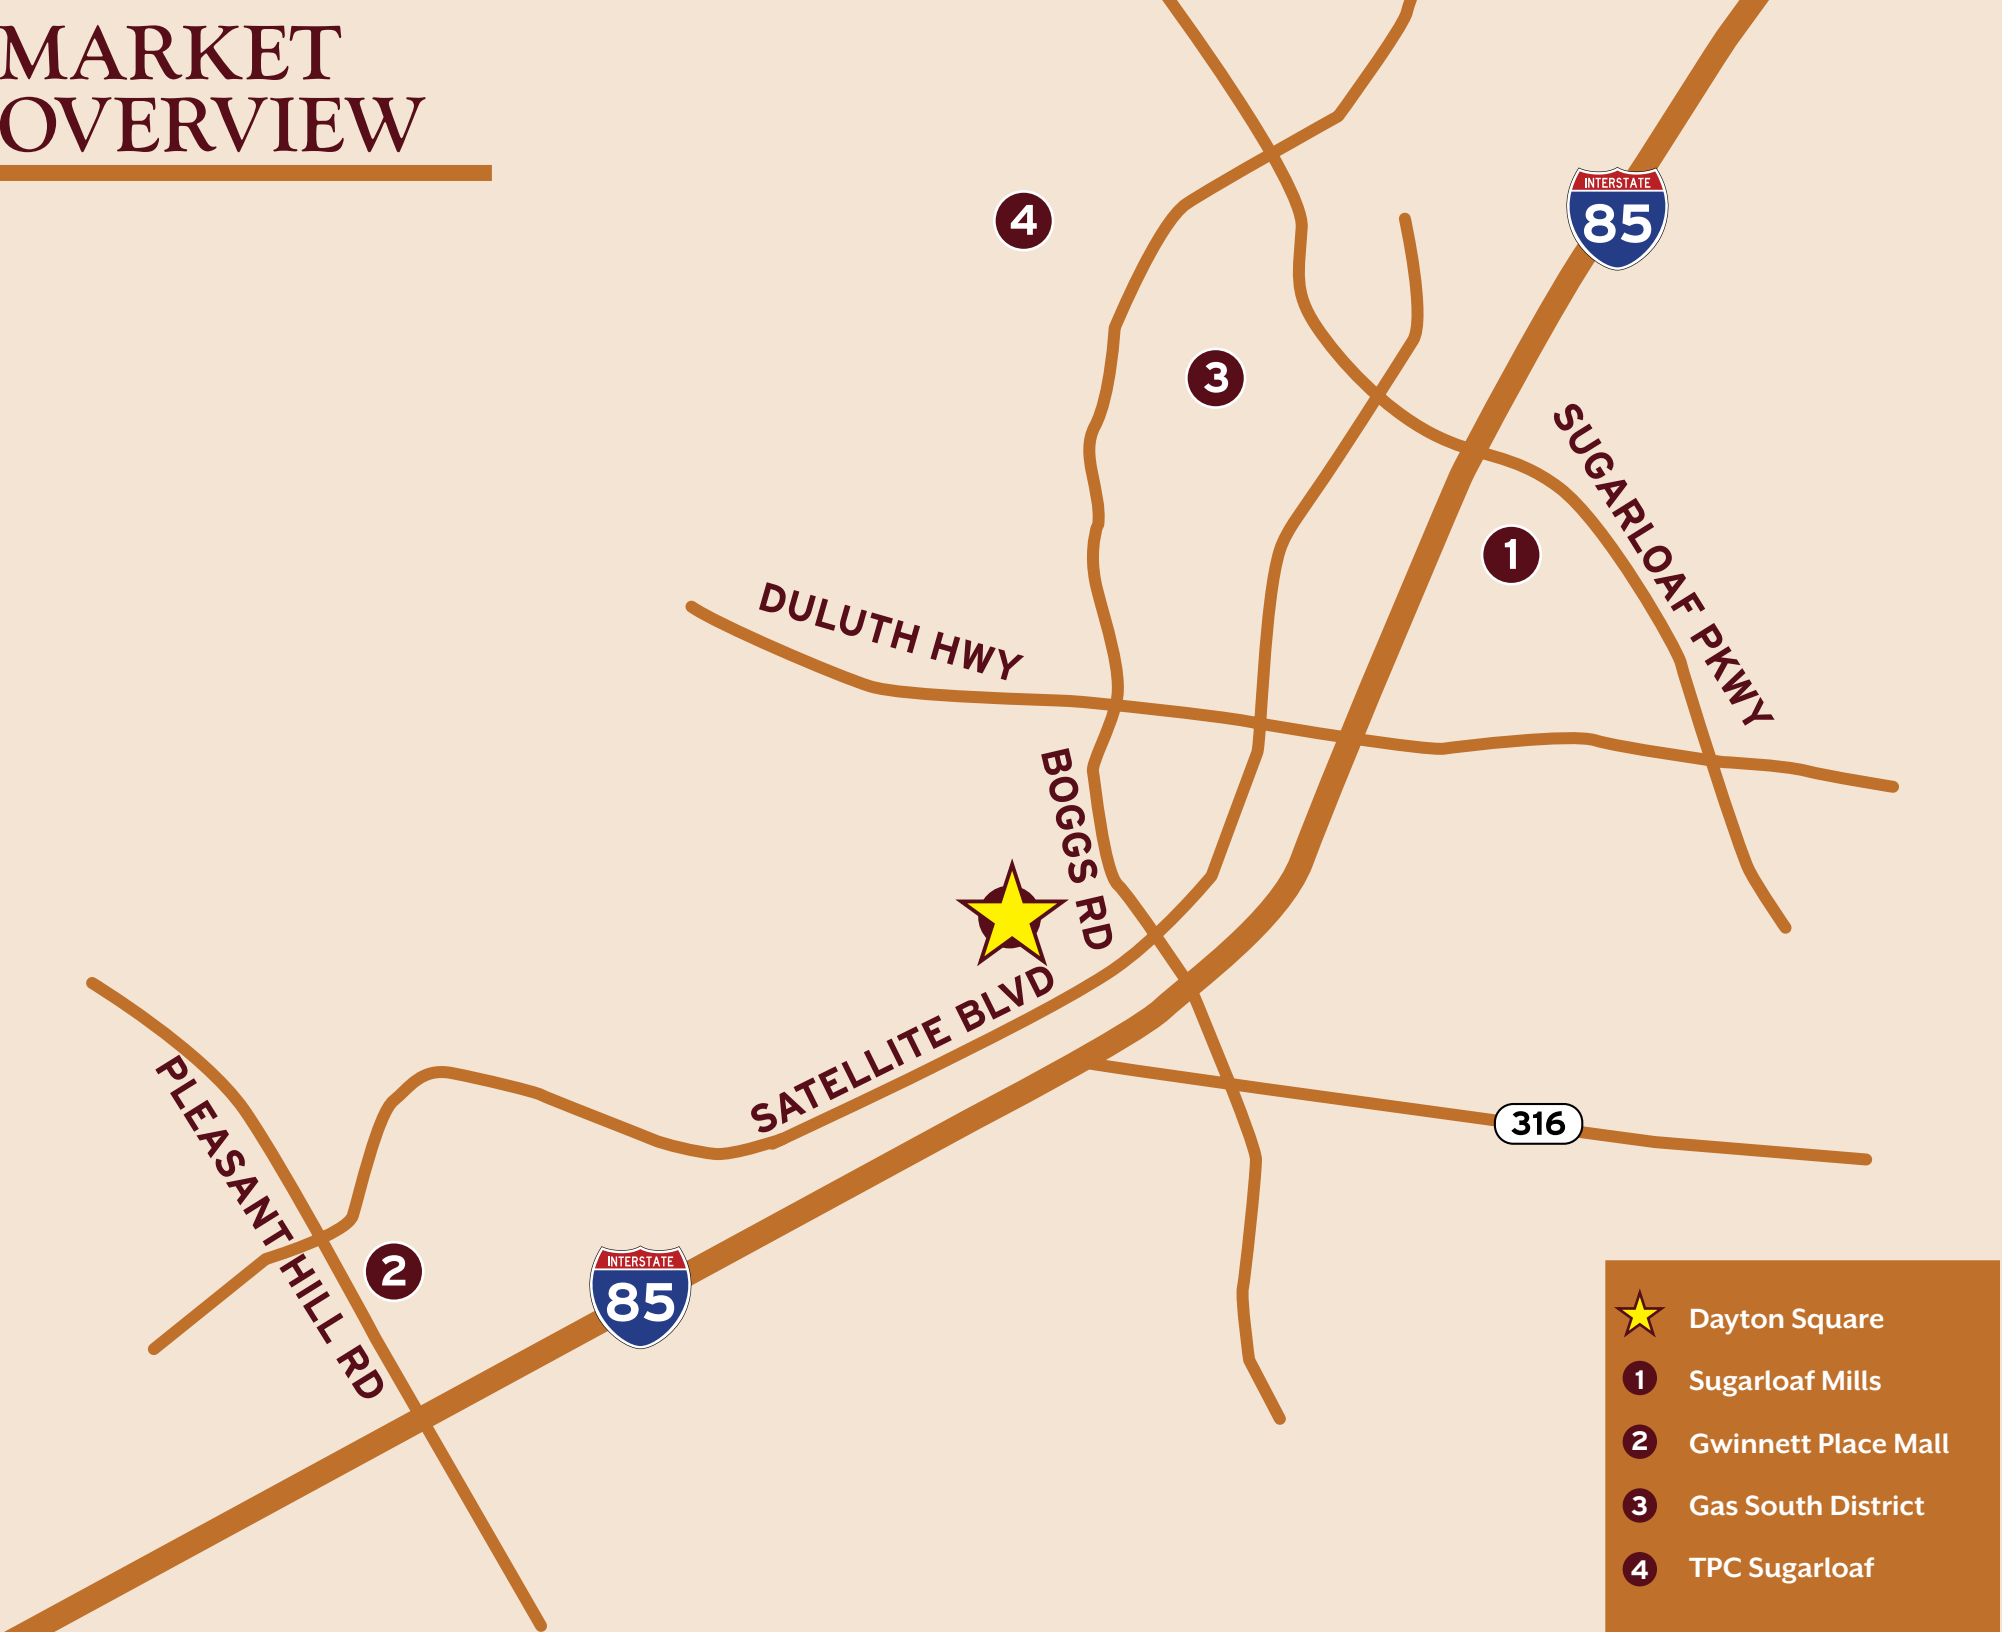 MARKET
OVERVIEW
4
INTERSTATE
85
3
SUGARLOAF PKWY
1
DULUTH HWY
BOGGS RD
SATELLITE BLVD
PLEASANT HILL RD
316
2
INTERSTATE
85
Dayton Square
1 Sugarloaf Mills
2 Gwinnett Place Mall
3 Gas South District
4 TPC Sugarloaf